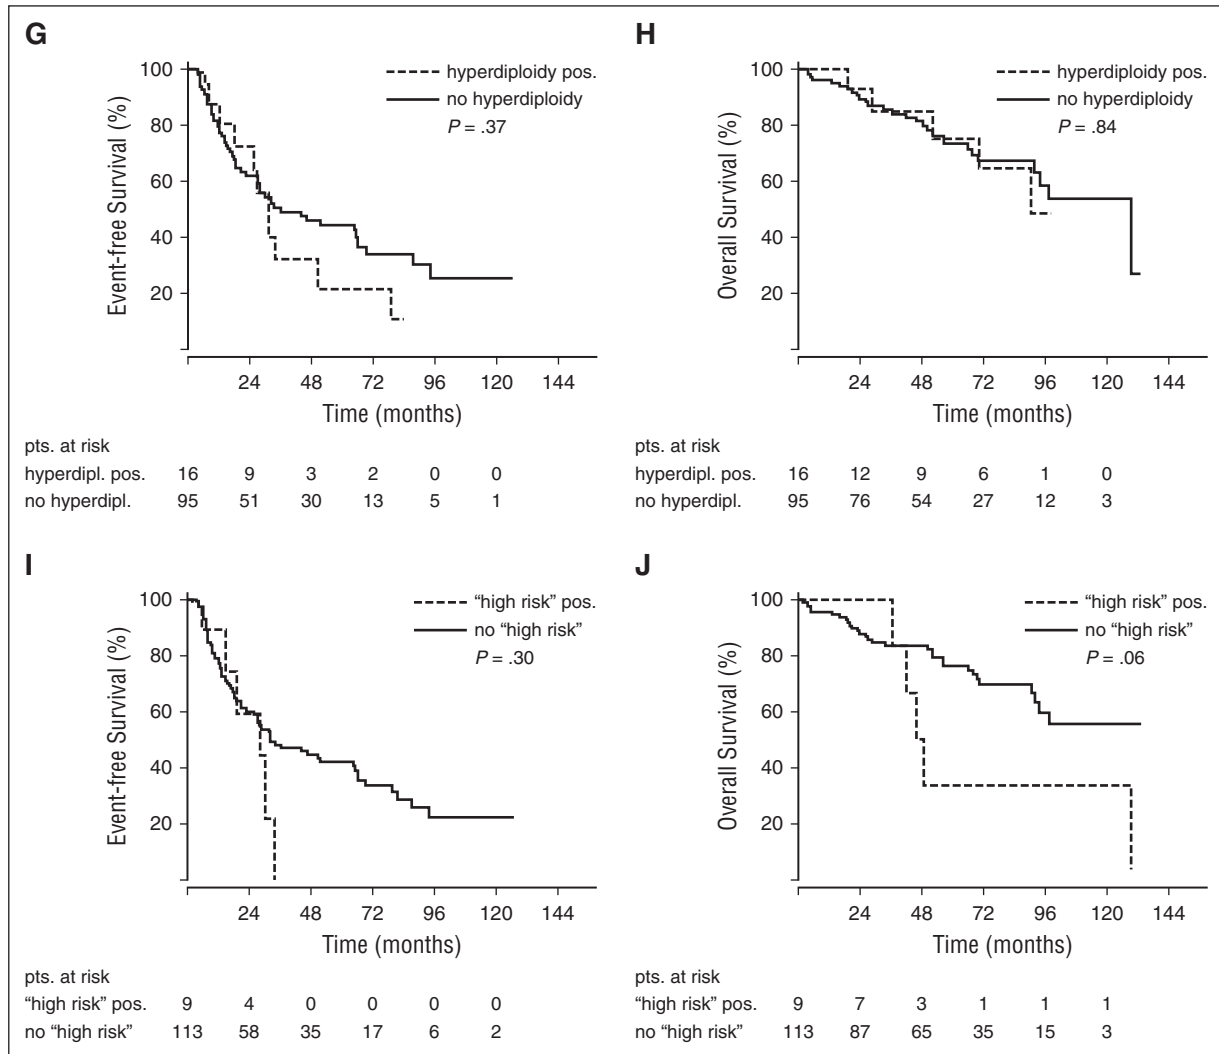 G
Event-free Survival (%)
100
80
60
40
20
hyperdiploidy pos.
no hyperdiploidy
P = .37
24 48 72 96 120 144
Time (months)
pts. at risk
hyperdipl. pos. 16 9 3 2 0 0
no hyperdipl. 95 51 30 13 5 1
H
Overall Survival (%)
100
80
60
40
20
hyperdiploidy pos.
no hyperdiploidy
P = .84
24 48 72 96 120 144
Time (months)
pts. at risk
hyperdipl. pos. 16 12 9 6 1 0
no hyperdipl. 95 76 54 27 12 3
I
Event-free Survival (%)
100
80
60
40
20
“high risk” pos.
no “high risk”
P = .30
24 48 72 96 120 144
Time (months)
pts. at risk
“high risk” pos. 9 4 0 0 0 0
no “high risk” 113 58 35 17 6 2
J
Overall Survival (%)
100
80
60
40
20
“high risk” pos.
no “high risk”
P = .06
24 48 72 96 120 144
Time (months)
pts. at risk
“high risk” pos. 9 7 3 1 1 1
no “high risk” 113 87 65 35 15 3